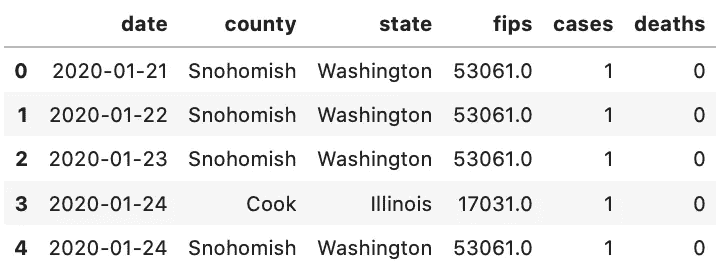 date county state fips cases deaths
0 2020-01-21 Snohomish Washington 53061.0 1 0
1 2020-01-22 Snohomish Washington 53061.0 1 0
2 2020-01-23 Snohomish Washington 53061.0 1 0
3 2020-01-24 Cook Illinois 17031.0 1 0
4 2020-01-24 Snohomish Washington 53061.0 1 0